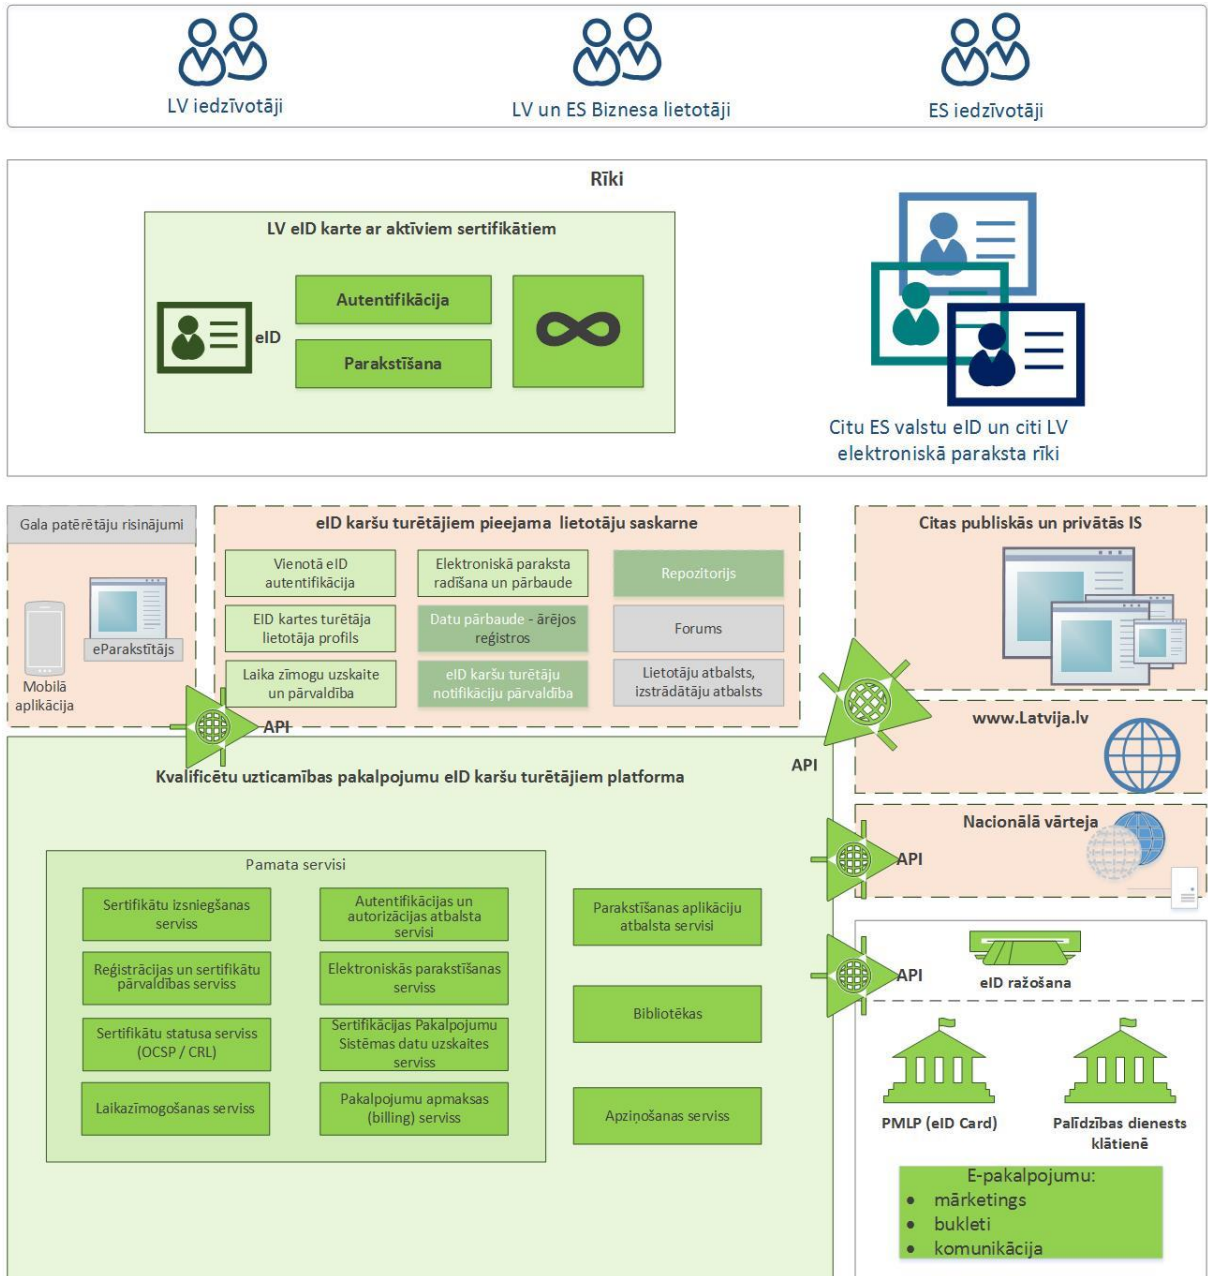 LV iedzīvotāji
LV un ES Biznesa lietotāji
ES iedzīvotāji
Rīki
LV eID karte ar aktīviem sertifikātiem
eID
Autentifikācija
Parakstīšana
Citu ES valstu eID un citi LV
elektroniskā paraksta rīki
Gala patērētāju risinājumi
eParakstītājs
Mobilā
aplikācija
eID karšu turētājiem pieejama lietotāju saskarne
Vienotā eID
autentifikācija
Elektroniskā paraksta
radīšana un pārbaude
Repozitorijs
EID kartes turētāja
lietotāja profils
Datu pārbaude - ārējos
reģistros
Forums
Laika zīmogu uzskaite
un pārvaldība
eID karšu turētāju
notifikāciju pārvaldība
Lietotāju atbalsts,
izstrādātāju atbalsts
API
Citas publiskās un privātās IS
www.Latvija.lv
API
Nacionālā vārteja
API
Kvalificētu uzticamības pakalpojumu eID karšu turētājiem platforma
Pamata servisi
Sertifikātu izsniegšanas
serviss
Autentifikācijas un
autorizācijas atbalsta
servisi
Parakstīšanas aplikāciju
atbalsta servisi
Reģistrācijas un sertifikātu
pārvaldības serviss
Elektroniskās parakstīšanas
serviss
Bibliotēkas
Sertifikātu statusa serviss
(OCSP / CRL)
Sertifikācijas Pakalpojumu
Sistēmas datu uzskaites
serviss
Laikazīmogošanas serviss
Pakalpojumu apmaksas
(billing) serviss
Apziņošanas serviss
API
eID ražošana
PMLP (eID Card)
Palīdzības dienests
klātienē
E-pakalpojumu:
• mārketings
• bukleti
• komunikācija